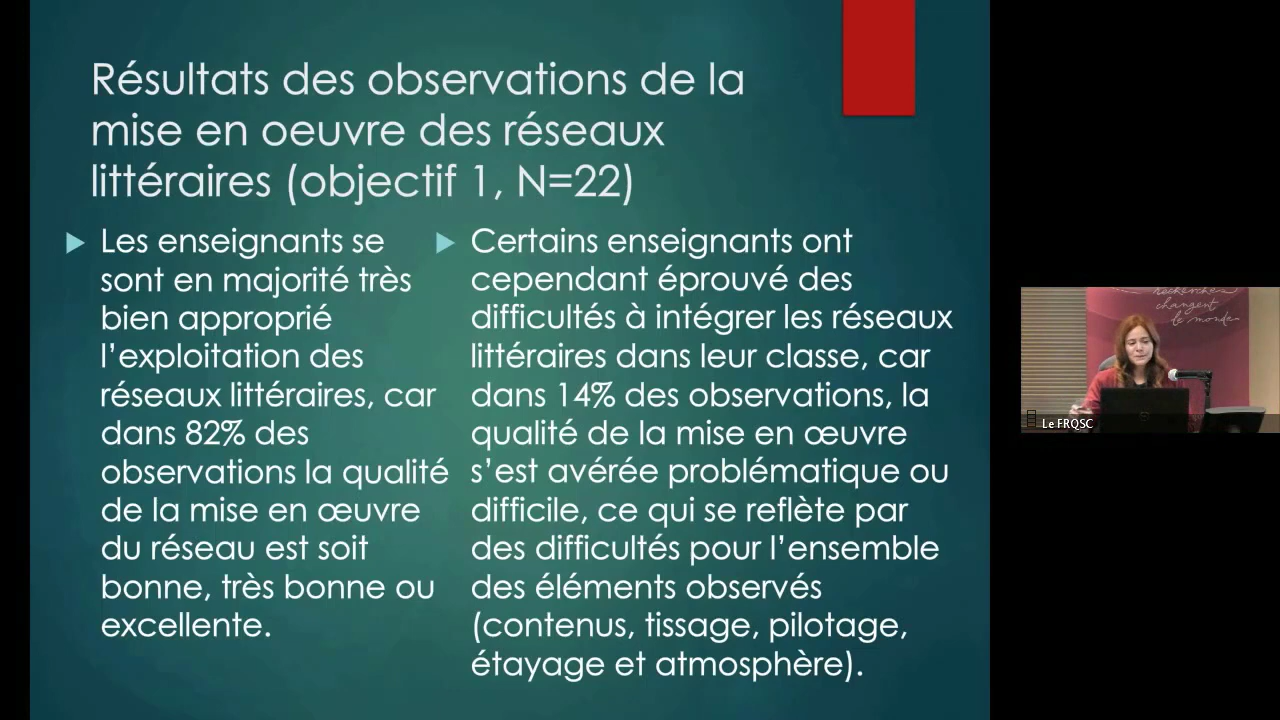 Résultats des observations de la
mise en oeuvre des réseaux
littéraires (objectif 1, N=22)
Les enseignants se
sont en majorité très
bien approprié
l’exploitation des
réseaux littéraires, car
dans 82% des
observations la qualité
de la mise en œuvre
du réseau est soit
bonne, très bonne ou
excellente.
Certains enseignants ont
cependant éprouvé des
difficultés à intégrer les réseaux
littéraires dans leur classe, car
dans 14% des observations, la
qualité de la mise en œuvre
s’est avérée problématique ou
difficile, ce qui se reflète par
des difficultés pour l’ensemble
des éléments observés
(contenus, tissage, pilotage,
étayage et atmosphère).
recherche
changent
le monde
Le FRQSC